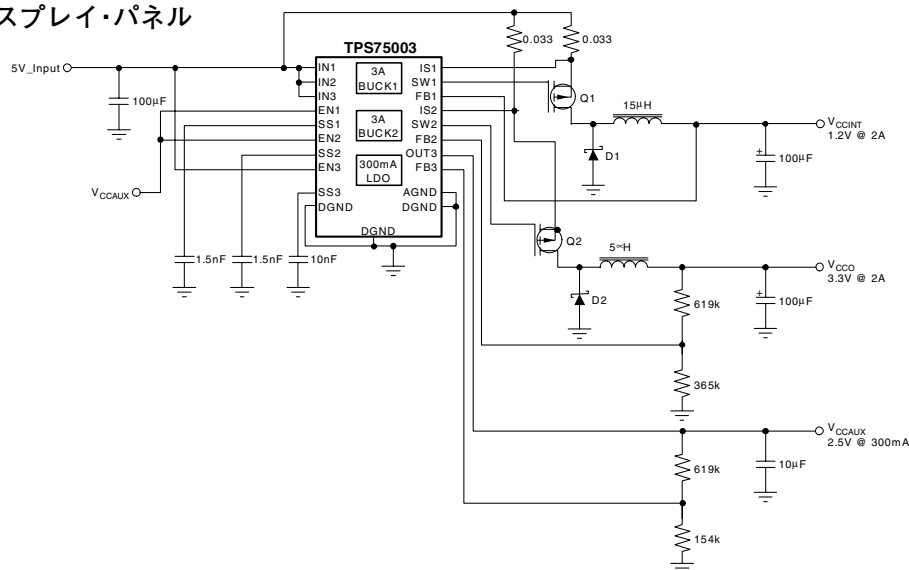 スプレイ・パネル
TPS75003
5V_Input
100μF
IN1
IN2
IN3
EN1
SS1
EN2
SS2
EN3
SS3
DGND
3A
BUCK1
3A
BUCK2
300mA
LDO
IS1
SW1
FB1
IS2
SW2
FB2
OUT3
FB3
AGND
DGND
DGND
VCCAUX
1.5nF
1.5nF
10nF
0.033
0.033
Q1
15μH
D1
VCCINT
1.2V @ 2A
+
100μF
Q2
5∝H
D2
VCCO
3.3V @ 2A
+
100μF
619k
365k
VCCAUX
2.5V @ 300mA
619k
10μF
154k